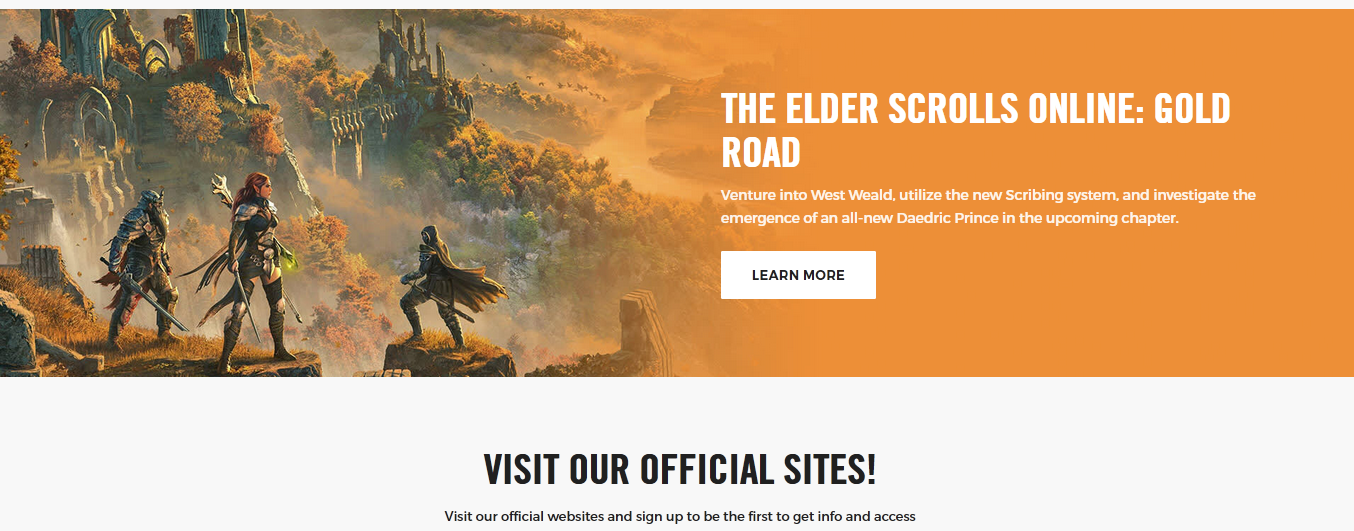 THE ELDER SCROLLS ONLINE: GOLD
ROAD
Venture into West Weald, utilize the new Scribing system, and investigate the
emergence of an all-new Daedric Prince in the upcoming chapter.
LEARN MORE
VISIT OUR OFFICIAL SITES!
Visit our official websites and sign up to be the first to get info and access